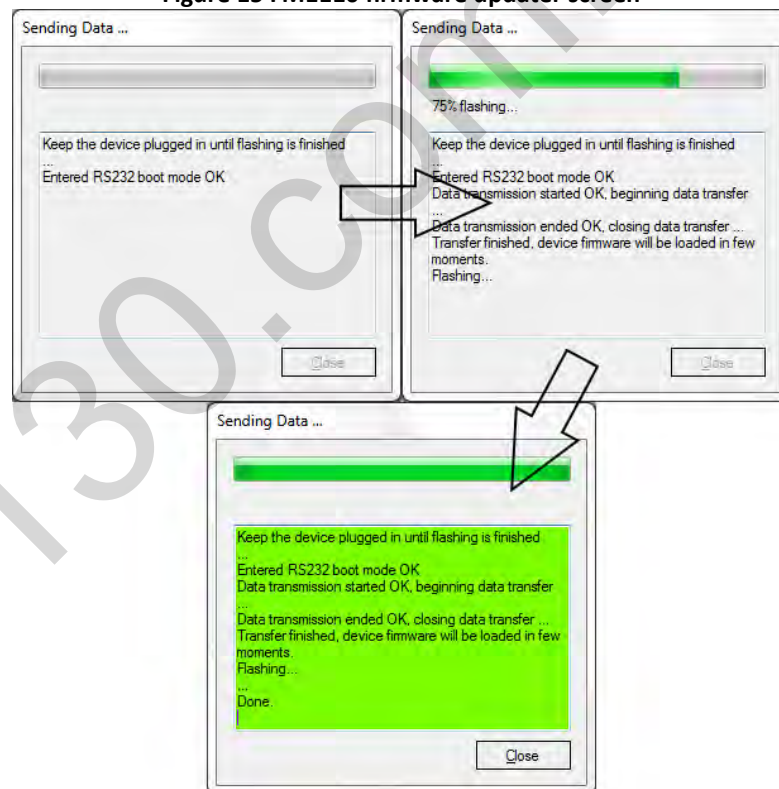 Sending Data ...
Keep the device plugged in until flashing is finished
...
Entered RS232 boot mode OK
Close
Sending Data ...
75% flashing...
Keep the device plugged in until flashing is finished
...
Entered RS232 boot mode OK
Data transmission started OK, beginning data transfer
...
Data transmission ended OK, closing data transfer ...
Transfer finished, device firmware will be loaded in few
moments.
Flashing...
Close
Sending Data ...
Keep the device plugged in until flashing is finished
...
Entered RS232 boot mode OK
Data transmission started OK, beginning data transfer
...
Data transmission ended OK, closing data transfer ...
Transfer finished, device firmware will be loaded in few
moments.
Flashing...
...
Done.
Close
130.com